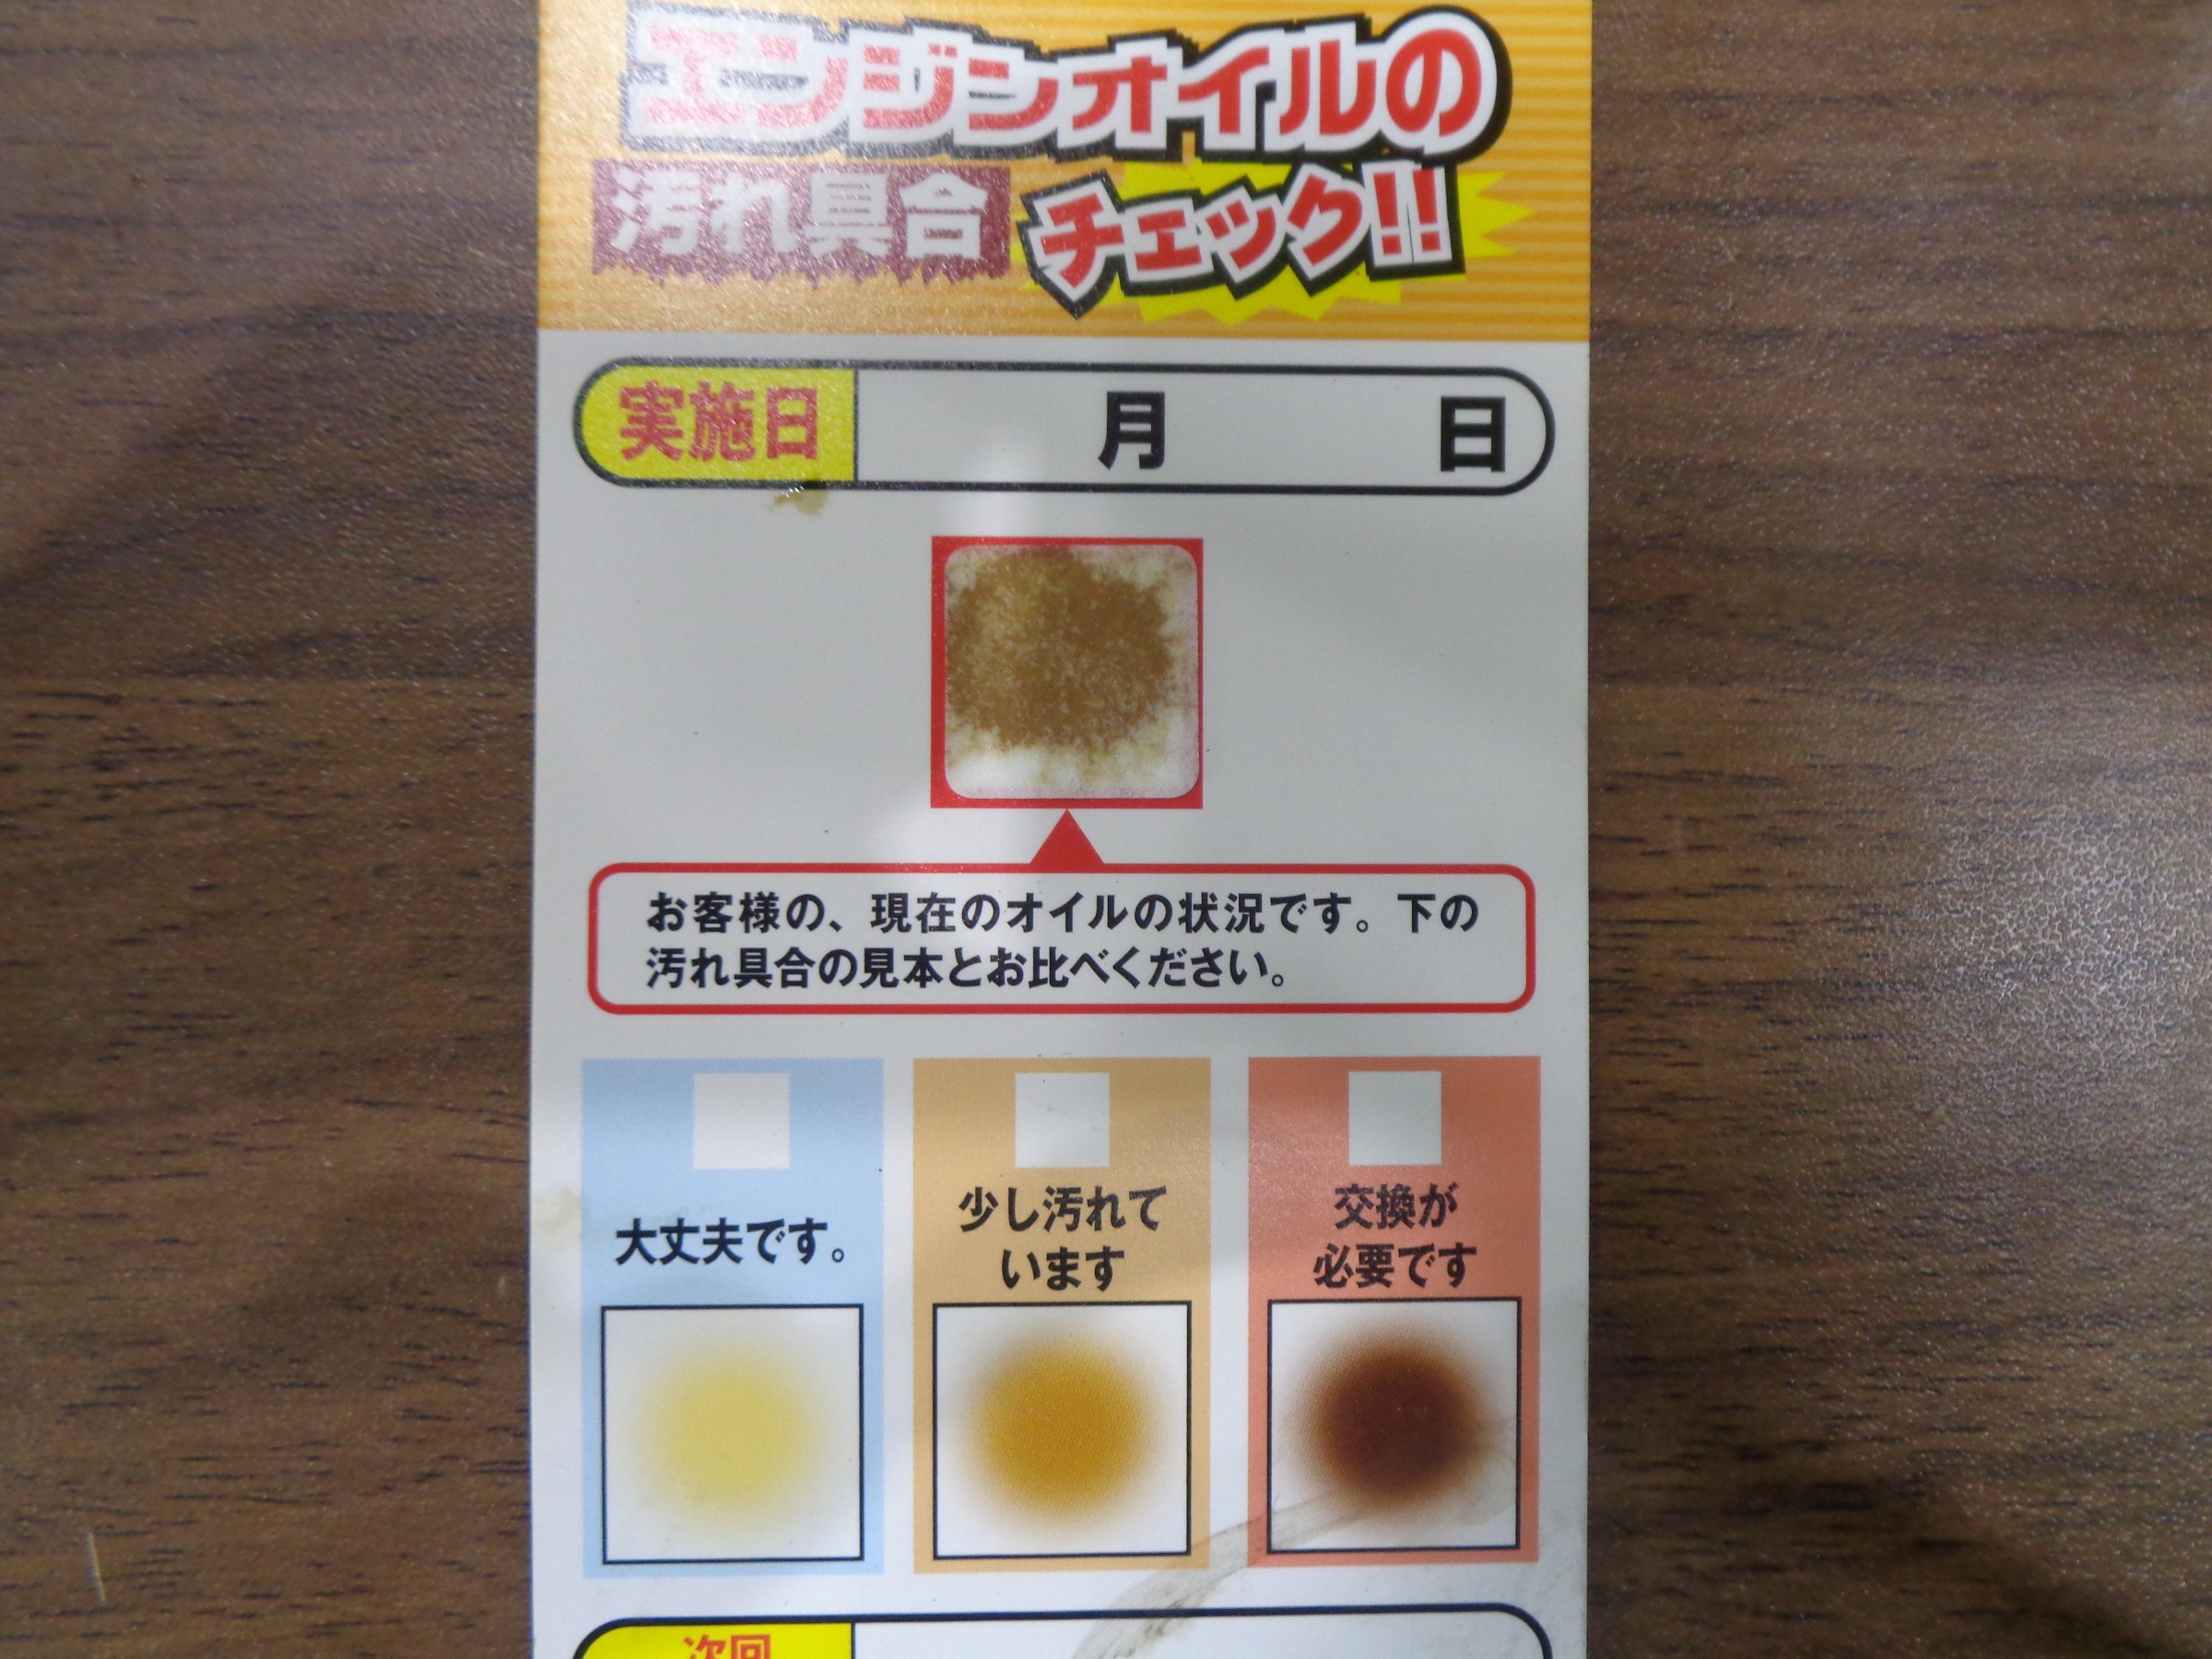 エンジンオイルの
汚れ具合 チェック!!
実施日 月 日
お客様の、現在のオイルの状況です。下の
汚れ具合の見本とお比べください。
大丈夫です。
少し汚れて
います
交換が
必要です
次回